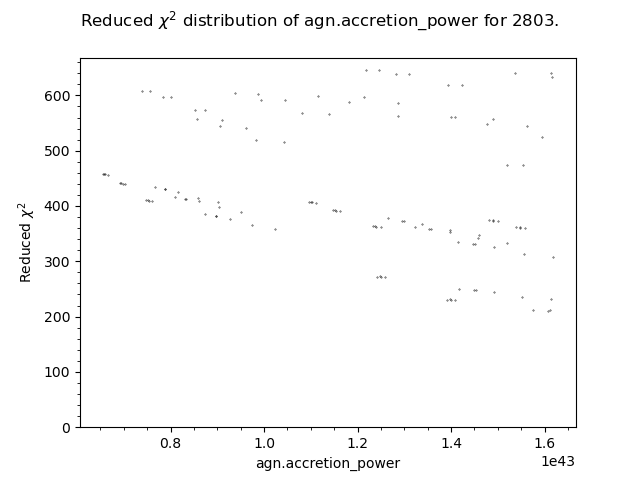 Reduced χ² distribution of agn.accretion_power for 2803.
600
500
400
300
200
100
0
Reduced χ²
0.8 1.0 1.2 1.4 1.6
1e43
agn.accretion_power